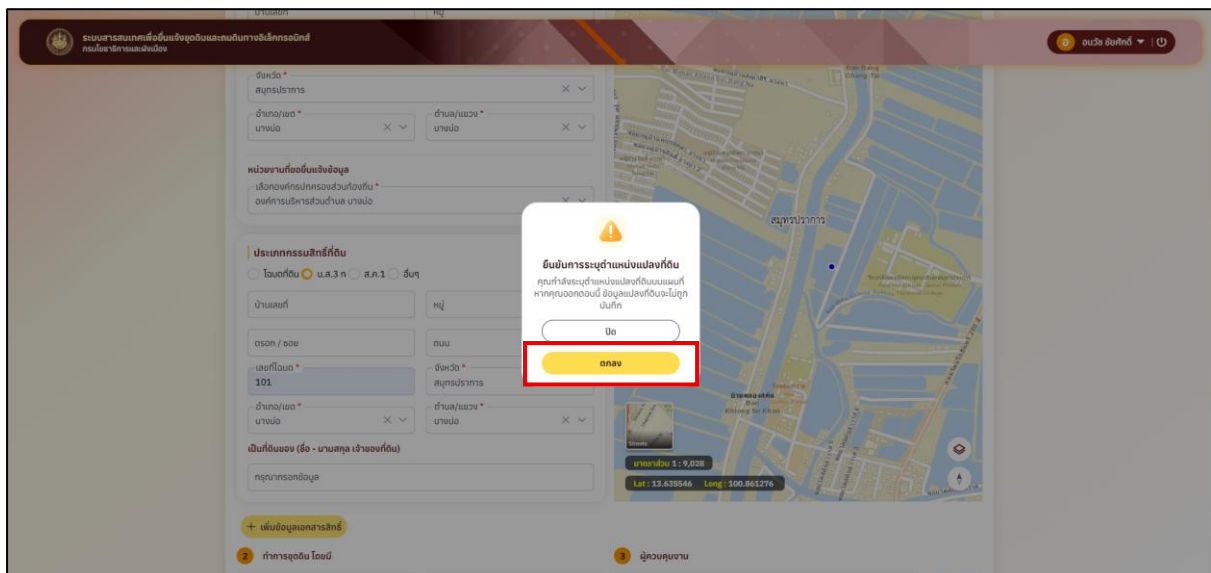 บ้านเลขที่
หมู่
ระบบสารสนเทศเพื่อยื่นแจ้งขุดดินและถมดินทางอิเล็กทรอนิกส์
กรมโยธาธิการและผังเมือง
อ
อนวัช ชัยศักดิ์
จังหวัด *
สมุทรปราการ
อำเภอ/เขต *
บางบ่อ
ตำบล/แขวง *
บางบ่อ
หน่วยงานที่ขอยื่นแจ้งข้อมูล
เลือกองค์กรปกครองส่วนท้องถิ่น *
องค์การบริหารส่วนตำบล บางบ่อ
ประเภทกรรมสิทธิ์ที่ดิน
โฉนดที่ดิน
น.ส.3 ก
ส.ค.1
อื่นๆ
บ้านเลขที่
หมู่
ตรอก / ซอย
ถนน
เลขที่โฉนด *
101
จังหวัด *
สมุทรปราการ
อำเภอ/เขต *
บางบ่อ
ตำบล/แขวง *
บางบ่อ
เป็นที่ดินของ (ชื่อ - นามสกุล เจ้าของที่ดิน)
กรุณากรอกข้อมูล
+ เพิ่มข้อมูลเอกสารสิทธิ์
2 ทำการขุดดิน โดยมี
3 ผู้ควบคุมงาน
ยืนยันการระบุตำแหน่งแปลงที่ดิน
คุณกำลังระบุตำแหน่งแปลงที่ดินบนแผนที่
หากคุณออกตอนนี้ ข้อมูลแปลงที่ดินจะไม่ถูก
บันทึก
ปิด
ตกลง
สมุทรปราการ
Streets
มาตราส่วน 1 : 9,028
Lat : 13.635546 Long : 100.861276